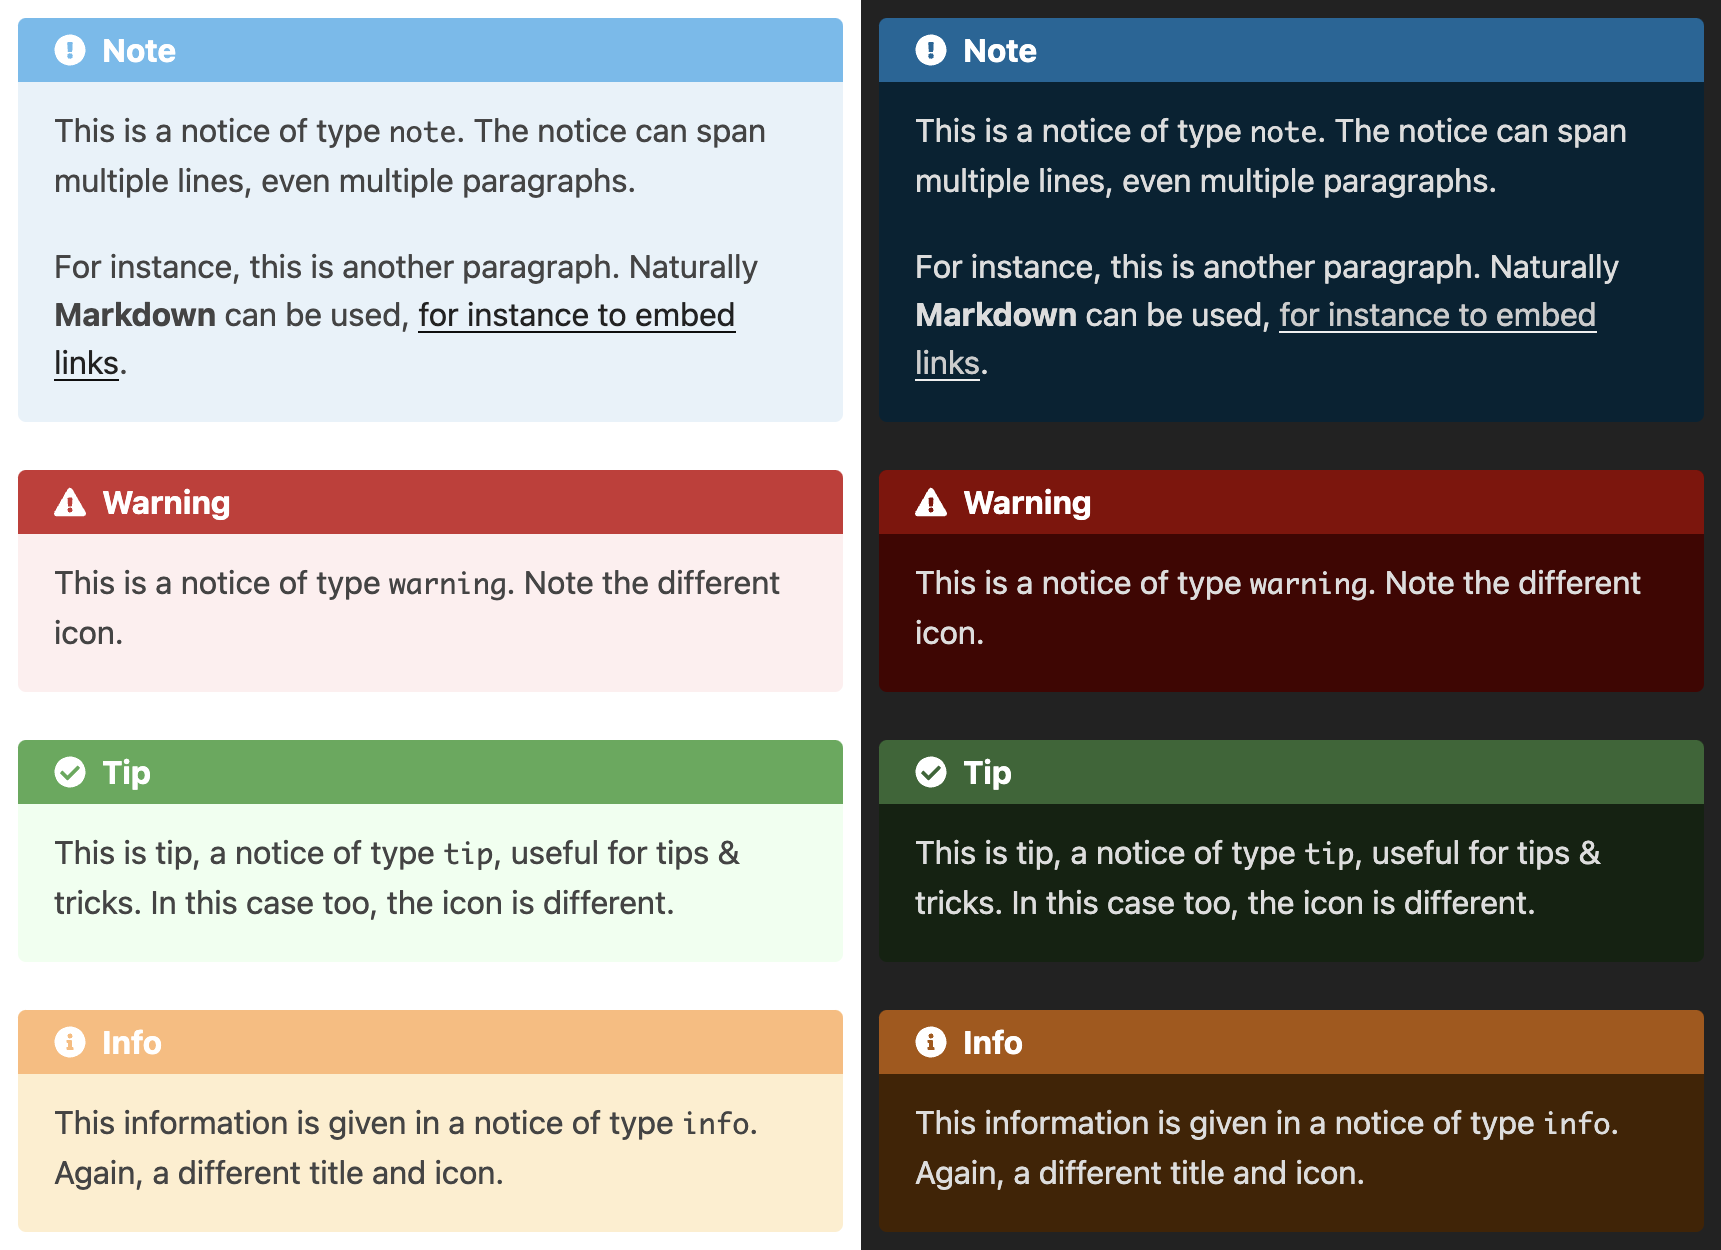 Note
This is a notice of type note. The notice can span
multiple lines, even multiple paragraphs.
For instance, this is another paragraph. Naturally
Markdown can be used, for instance to embed
links.
Warning
This is a notice of type warning. Note the different
icon.
Tip
This is tip, a notice of type tip, useful for tips &
tricks. In this case too, the icon is different.
Info
This information is given in a notice of type info.
Again, a different title and icon.
Note
This is a notice of type note. The notice can span
multiple lines, even multiple paragraphs.
For instance, this is another paragraph. Naturally
Markdown can be used, for instance to embed
links.
Warning
This is a notice of type warning. Note the different
icon.
Tip
This is tip, a notice of type tip, useful for tips &
tricks. In this case too, the icon is different.
Info
This information is given in a notice of type info.
Again, a different title and icon.